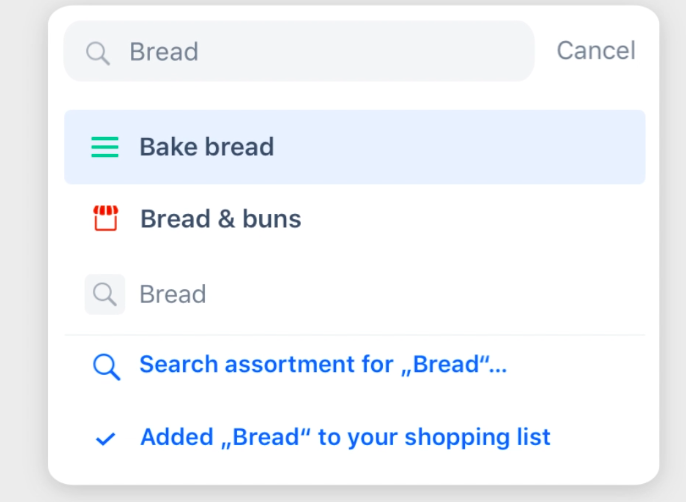 Bread
Cancel
Bake bread
Bread & buns
Bread
Search assortment for „Bread“...
Added „Bread“ to your shopping list